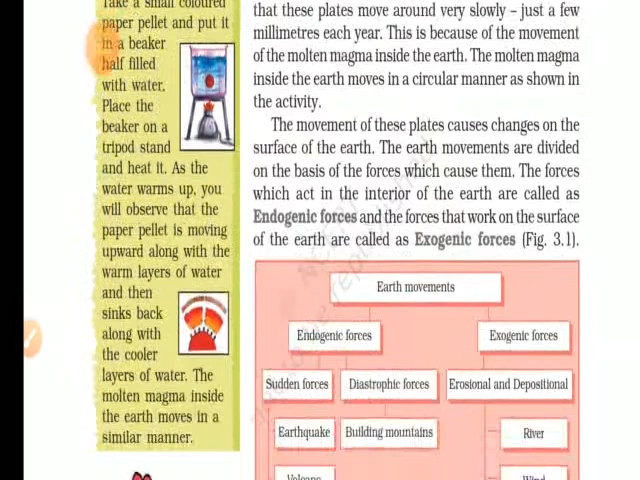 Take a small coloured
paper pellet and put it
in a beaker
half filled
with water.
Place the
beaker on a
tripod stand
and heat it. As the
water warms up, you
will observe that the
paper pellet is moving
upward along with the
warm layers of water
and then
sinks back
along with
the cooler
layers of water. The
molten magma inside
the earth moves in a
similar manner.
that these plates move around very slowly – just a few
millimetres each year. This is because of the movement
of the molten magma inside the earth. The molten magma
inside the earth moves in a circular manner as shown in
the activity.
The movement of these plates causes changes on the
surface of the earth. The earth movements are divided
on the basis of the forces which cause them. The forces
which act in the interior of the earth are called as
Endogenic forces and the forces that work on the surface
of the earth are called as Exogenic forces (Fig. 3.1).
Earth movements
Endogenic forces
Exogenic forces
Sudden forces
Diastrophic forces
Erosional and Depositional
Earthquake
Building mountains
River
Volcano
Wind